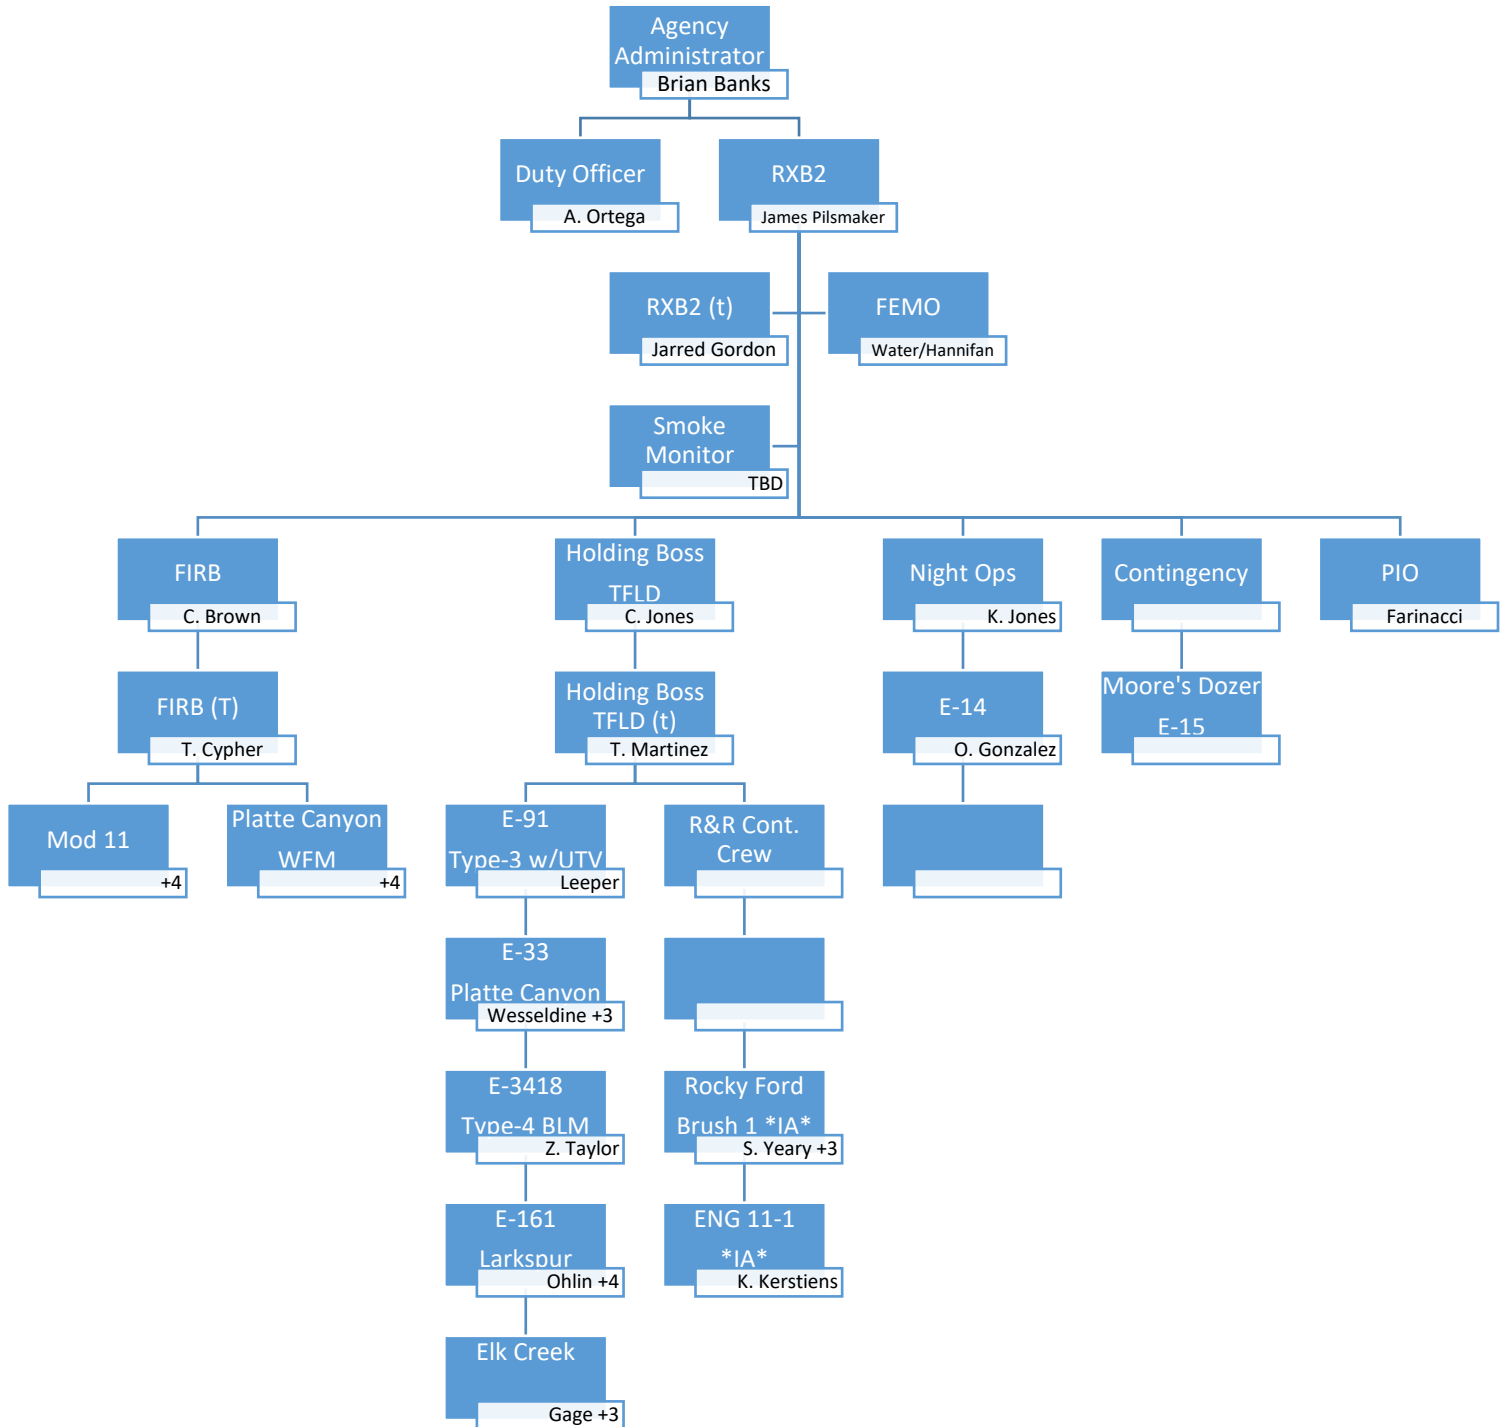 Agency
Administrator
Brian Banks
Duty Officer
A. Ortega
RXB2
James Pilsmaker
RXB2 (t)
Jarred Gordon
FEMO
Water/Hannifan
Smoke
Monitor
TBD
FIRB
C. Brown
Holding Boss
TFLD
C. Jones
Night Ops
K. Jones
Contingency
PIO
Farinacci
FIRB (T)
T. Cypher
Holding Boss
TFLD (t)
T. Martinez
E-14
O. Gonzalez
Moore's Dozer
E-15
Mod 11
+4
Platte Canyon
WFM
+4
E-91
Type-3 w/UTV
Leeper
R&R Cont.
Crew
E-33
Platte Canyon
Wesseldine +3
E-3418
Type-4 BLM
Z. Taylor
Rocky Ford
Brush 1 *IA*
S. Yeary +3
E-161
Larkspur
Ohlin +4
ENG 11-1
*IA*
K. Kerstiens
Elk Creek
Gage +3